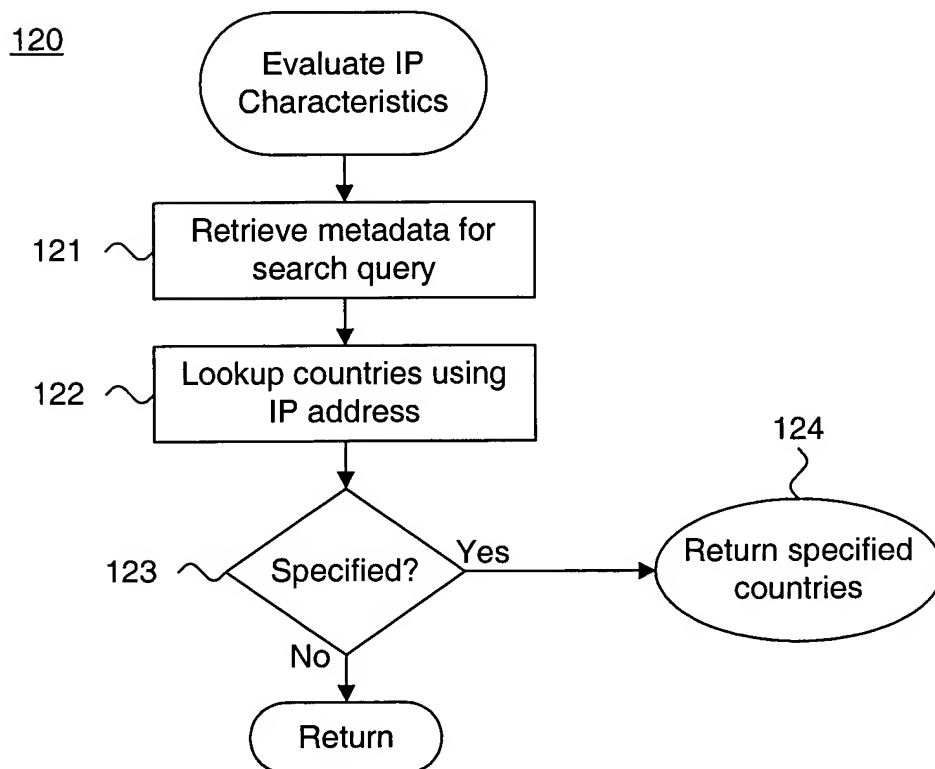 120
Evaluate IP
Characteristics
121
Retrieve metadata for
search query
122
Lookup countries using
IP address
124
123
Specified?
Yes
Return specified
countries
No
Return